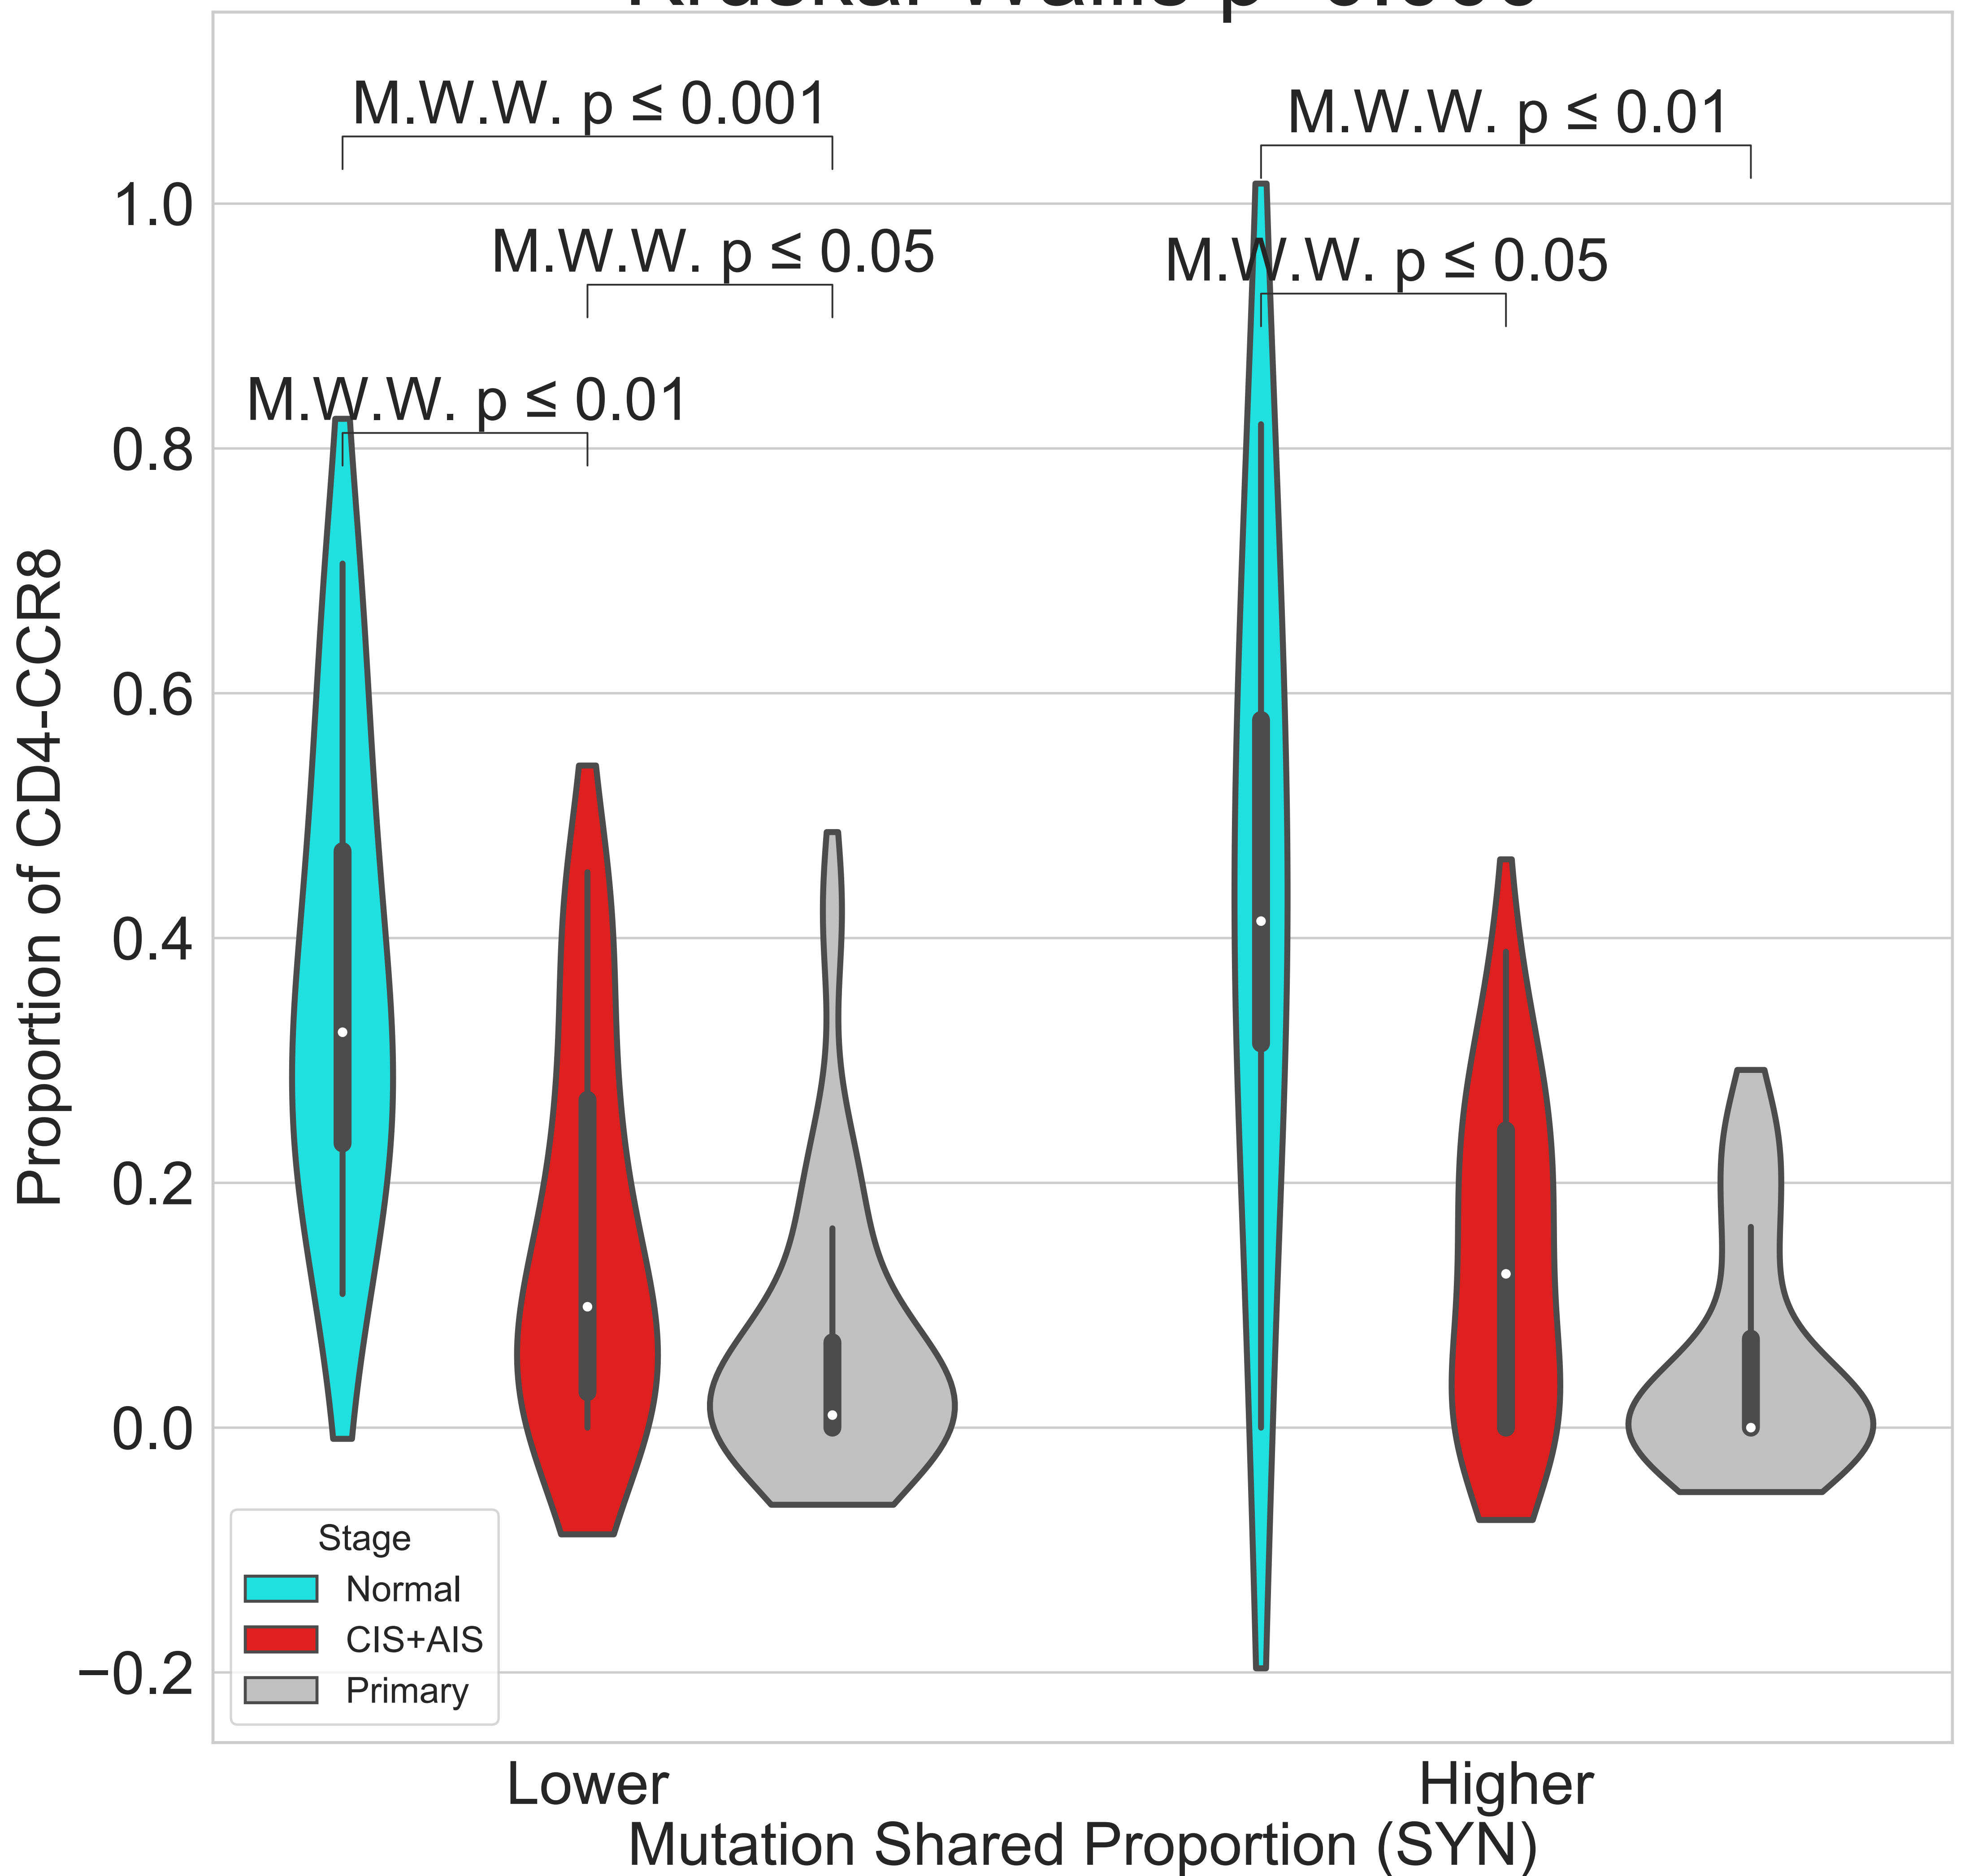 M.W.W. p ≤ 0.001
M.W.W. p ≤ 0.01
M.W.W. p ≤ 0.05
M.W.W. p ≤ 0.05
M.W.W. p ≤ 0.01
Proportion of CD4-CCR8
1.0
0.8
0.6
0.4
0.2
0.0
−0.2
Stage
Normal
CIS+AIS
Primary
Lower
Higher
Mutation Shared Proportion (SYN)